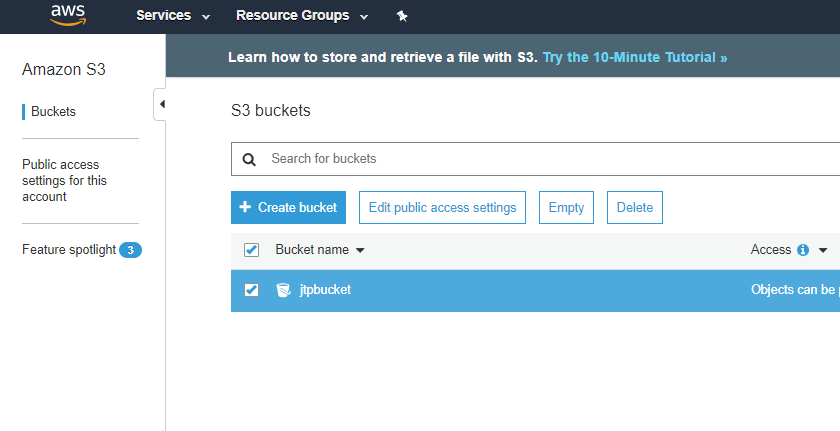 aws
Services
Resource Groups
Learn how to store and retrieve a file with S3. Try the 10-Minute Tutorial »
Amazon S3
Buckets
Public access
settings for this
account
Feature spotlight 3
S3 buckets
Search for buckets
+ Create bucket
Edit public access settings
Empty
Delete
Bucket name
Access
jtpbucket
Objects can be